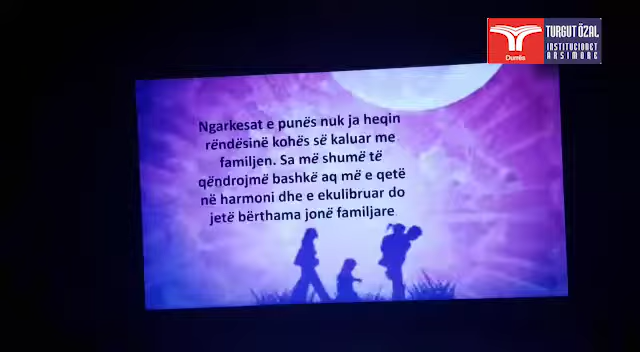 TURGUT ÖZAL
INSTITUCIONET
ARSIMORE
Durrës
Ngarkesat e punës nuk ja heqin
rëndësinë kohës së kaluar me
familjen. Sa më shumë të
qëndrojmë bashkë aq më e qetë
në harmoni dhe e ekulibruar do
jetë bërthama jonë familjare